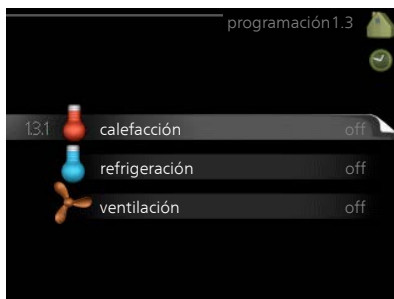 programación 1.3
1.3.1 calefacción off
refrigeración off
ventilación off